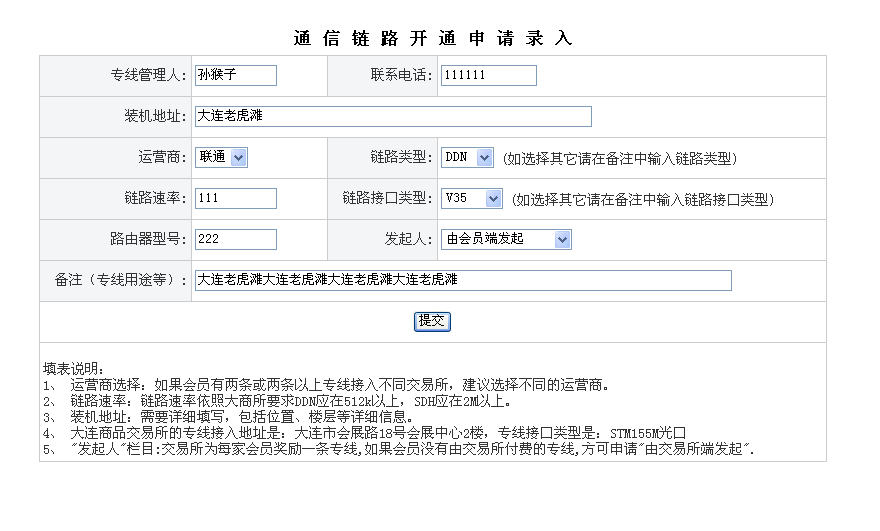 通 信 链 路 开 通 申 请 录 入
专线管理人: 孙猴子 联系电话: 111111
装机地址: 大连老虎滩
运营商: 联通 链路类型: DDN (如选择其它请在备注中输入链路类型)
链路速率: 111 链路接口类型: V35 (如选择其它请在备注中输入链路接口类型)
路由器型号: 222 发起人: 由会员端发起
备注（专线用途等）: 大连老虎滩大连老虎滩大连老虎滩大连老虎滩
提交
填表说明:
1、 运营商选择: 如果会员有两条或两条以上专线接入不同交易所，建议选择不同的运营商。
2、 链路速率: 链路速率依照大商所要求DDN应在512k以上，SDH应在2M以上。
3、 装机地址: 需要详细填写，包括位置、楼层等详细信息。
4、 大连商品交易所的专线接入地址是: 大连市会展路18号会展中心2楼，专线接口类型是: STM155M光口
5、 "发起人"栏目:交易所为每家会员奖励一条专线,如果会员没有由交易所付费的专线,方可申请"由交易所端发起".